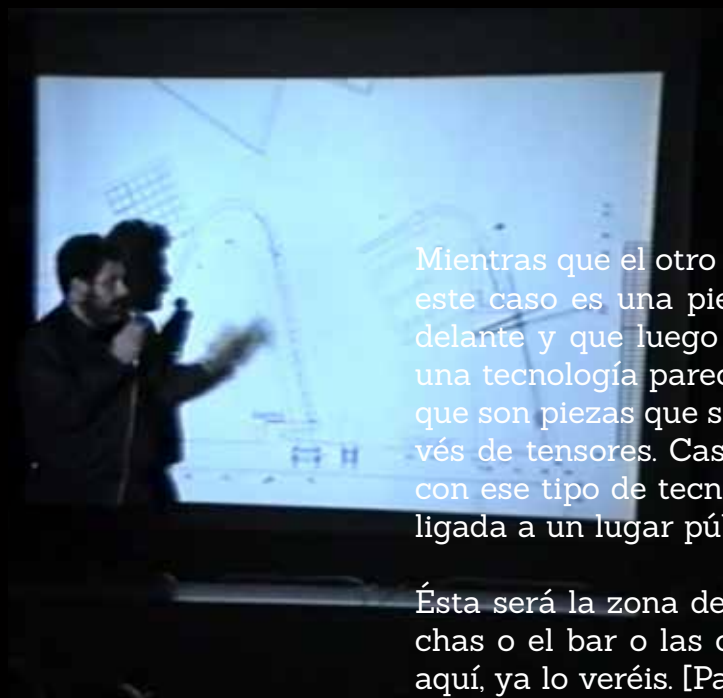 Mientras que el otro
este caso es una pie
delante y que luego
una tecnología pare
que son piezas que s
vés de tensores. Cas
con ese tipo de tecn
ligada a un lugar pú
Ésta será la zona de
chas o el bar o las
aquí, ya lo veréis. [Pa